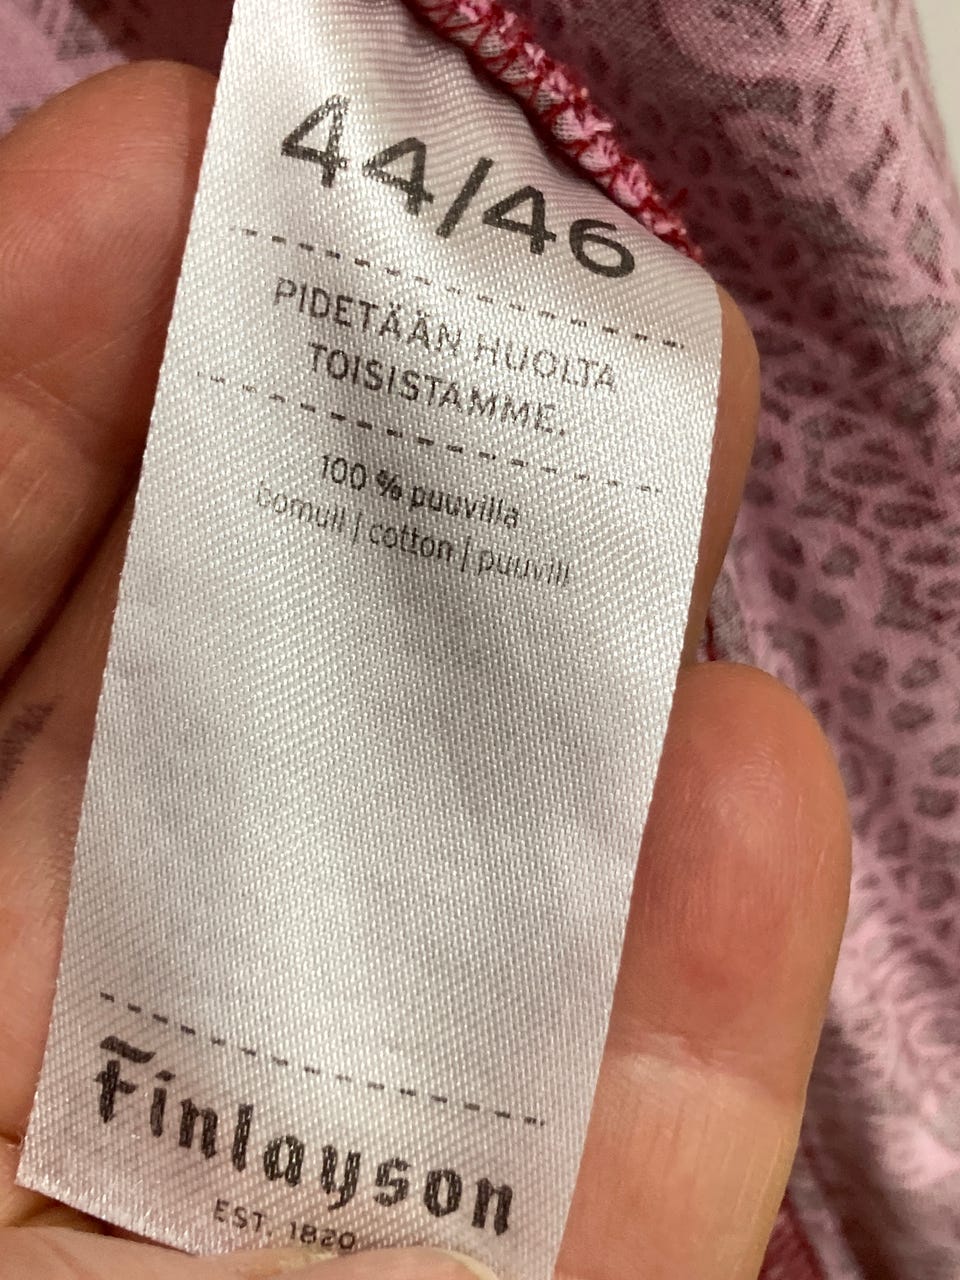 44/46
PIDETÄÄN HUOLTA
TOISISTAMME.
100 % puuvilla
bomull | cotton | puuvill
Finlayson
EST. 1820